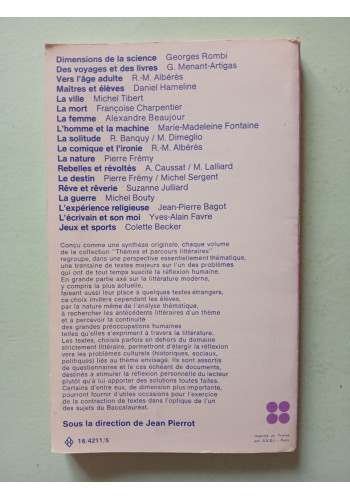 Dimensions de la science Georges Rombi
Des voyages et des livres G. Menant-Artigas
Vers l'âge adulte R.-M. Albérès
Maîtres et élèves Daniel Hameline
La ville Michel Tibert
La mort Françoise Charpentier
La femme Alexandre Beaujour
L'homme et la machine Marie-Madeleine Fontaine
La solitude R. Banquy / M. Dimeglio
Le comique et l'ironie R.-M. Albérès
La nature Pierre Frémy
Rebelles et révoltés A. Caussat / M. Lalliard
Le destin Pierre Frémy / Michel Sergent
Rêve et rêverie Suzanne Julliard
La guerre Michel Bouty
L'expérience religieuse Jean-Pierre Bagot
L'écrivain et son moi Yves-Alain Favre
Jeux et sports Colette Becker
Conçu comme une synthèse originale, chaque volume
de la collection "Thèmes et parcours littéraires"
regroupe, dans une perspective essentiellement thématique,
une trentaine de textes majeurs sur l'un des problèmes
qui ont de tous temps suscité la réflexion humaine.
En grande partie axé sur la littérature moderne,
y compris la plus actuelle,
faisant aussi leur place à quelques textes étrangers,
ce choix invitera cependant les élèves,
par la nature même de l'analyse thématique,
à rechercher les antécédents littéraires d'un thème
et à percevoir la continuité
des grandes préoccupations humaines
telles qu'elles s'expriment à travers la littérature.
Les textes, choisis parfois en dehors du domaine
strictement littéraire, permettront d'élargir la réflexion
vers les problèmes culturels (historiques, sociaux,
politiques) liés au thème envisagé. Ils sont assortis
de questionnaires et le cas échéant de documents,
destinés à stimuler la réflexion personnelle du lecteur
plutôt qu'à lui apporter des solutions toutes faites.
Certains d'entre eux, de dimension plus importante,
pourront fournir d'utiles occasions pour l'exercice
de la contraction de textes dans l'optique de l'un
des sujets du Baccalauréat.
Sous la direction de Jean Pierrot
16.4211/5
Imprimé en France
Paris